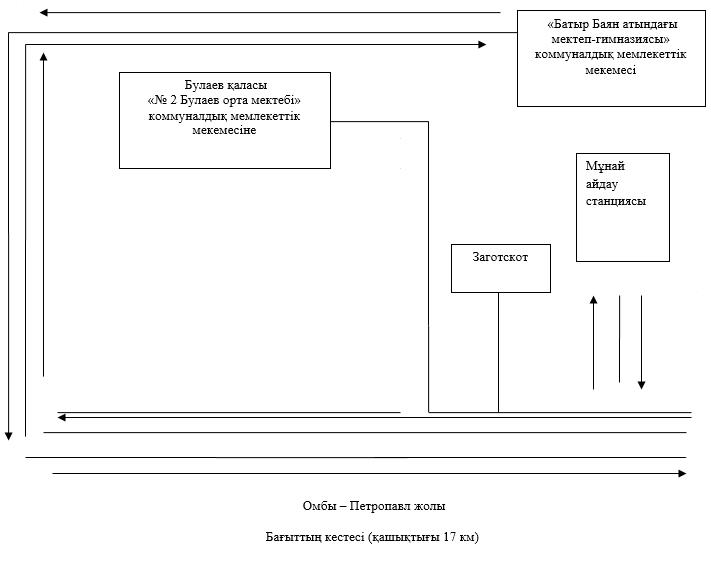 «Батыр Баян атындағы
мектеп-гимназиясы»
коммуналдық мемлекеттік
мекемесі
Булаев қаласы
«№ 2 Булаев орта мектебі»
коммуналдық мемлекеттік
мекемесіне
Мұнай
айдау
станциясы
Заготскот
Омбы – Петропавл жолы
Бағыттың кестесі (қашықтығы 17 км)